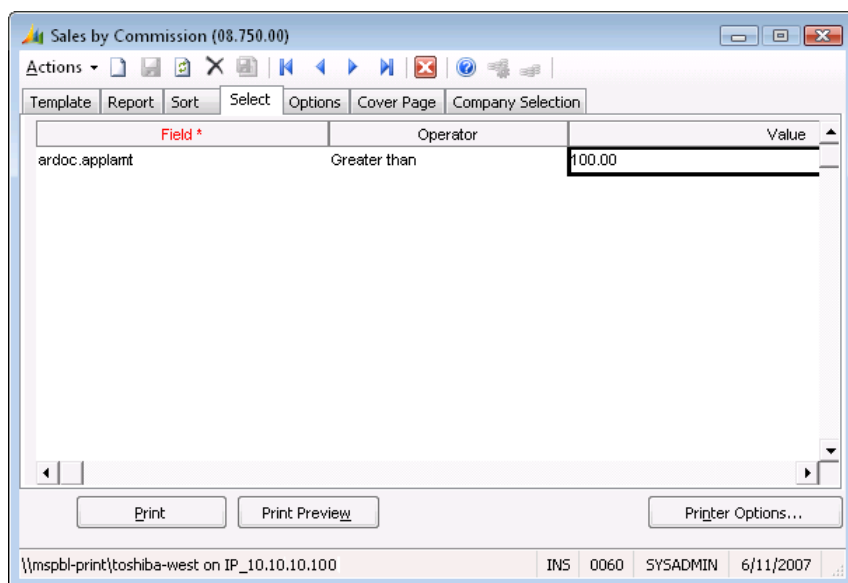 Sales by Commission (08.750.00)
Actions
Template Report Sort Select Options Cover Page Company Selection
Field * Operator Value
ardoc.applamt Greater than 100.00
Print Print Preview Printer Options...
\\mspbl-print\toshiba-west on IP_10.10.10.100 INS 0060 SYSADMIN 6/11/2007